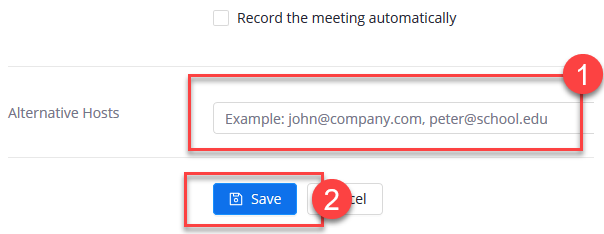 Record the meeting automatically
1
Alternative Hosts
Example: john@company.com, peter@school.edu
Save 2 cel